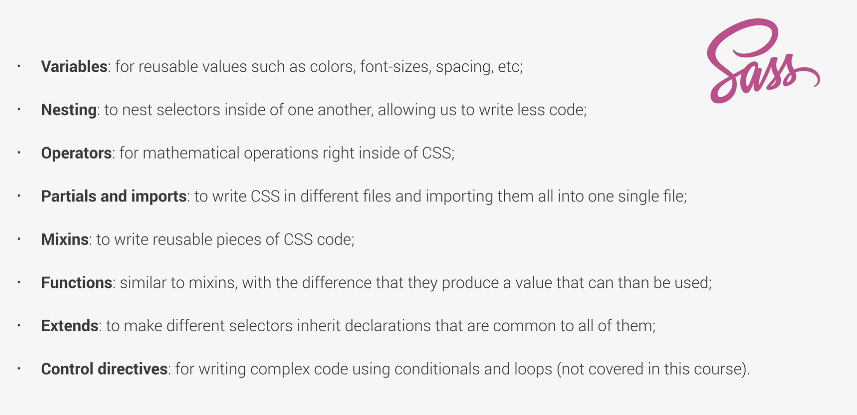 Sass
· Variables: for reusable values such as colors, font-sizes, spacing, etc;
· Nesting: to nest selectors inside of one another, allowing us to write less code;
· Operators: for mathematical operations right inside of CSS;
· Partials and imports: to write CSS in different files and importing them all into one single file;
· Mixins: to write reusable pieces of CSS code;
· Functions: similar to mixins, with the difference that they produce a value that can than be used;
· Extends: to make different selectors inherit declarations that are common to all of them;
· Control directives: for writing complex code using conditionals and loops (not covered in this course).